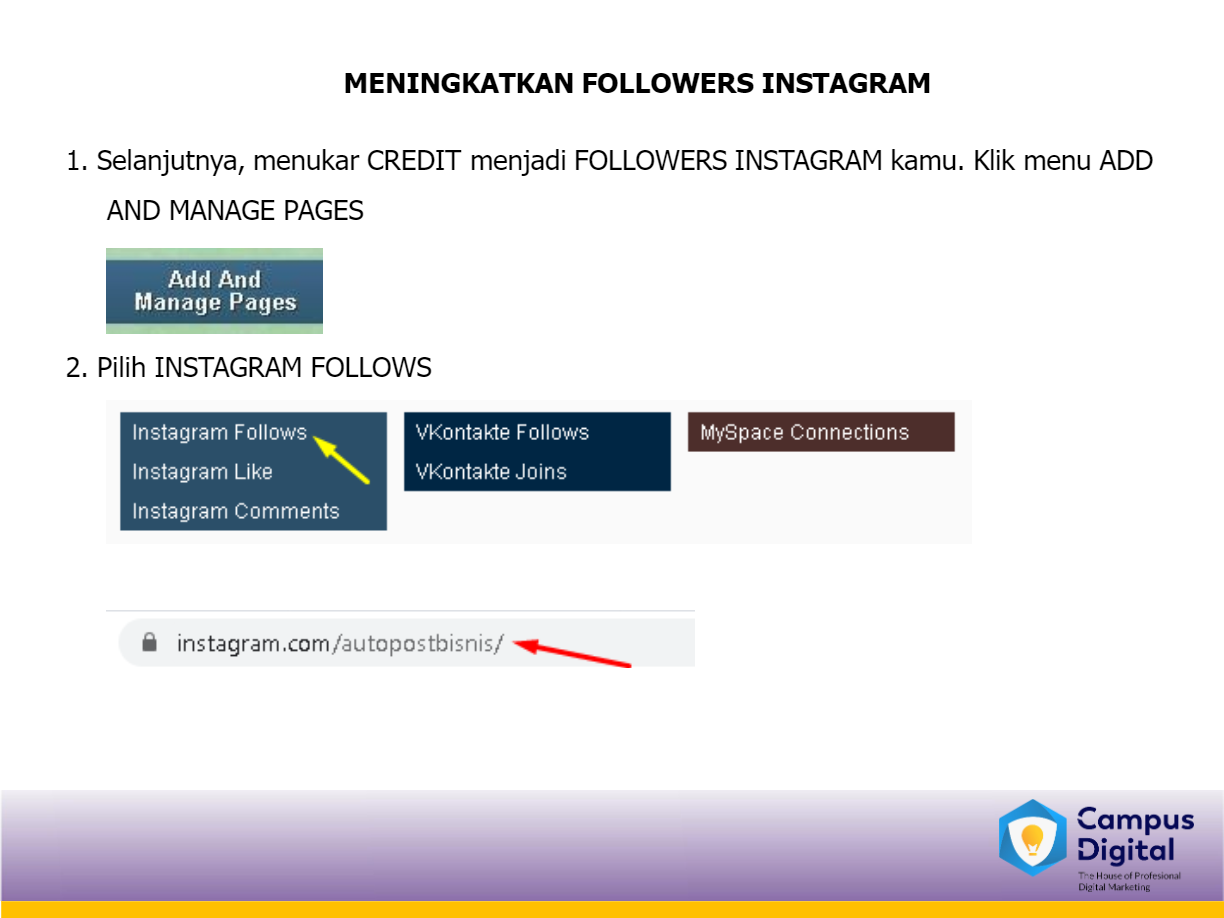 MENINGKATKAN FOLLOWERS INSTAGRAM
1. Selanjutnya, menukar CREDIT menjadi FOLLOWERS INSTAGRAM kamu. Klik menu ADD
AND MANAGE PAGES
Add And
Manage Pages
2. Pilih INSTAGRAM FOLLOWS
Instagram Follows
Instagram Like
Instagram Comments
VKontakte Follows
VKontakte Joins
MySpace Connections
instagram.com/autopostbisnis/
Campus
Digital
The House of Profesional
Digital Marketing